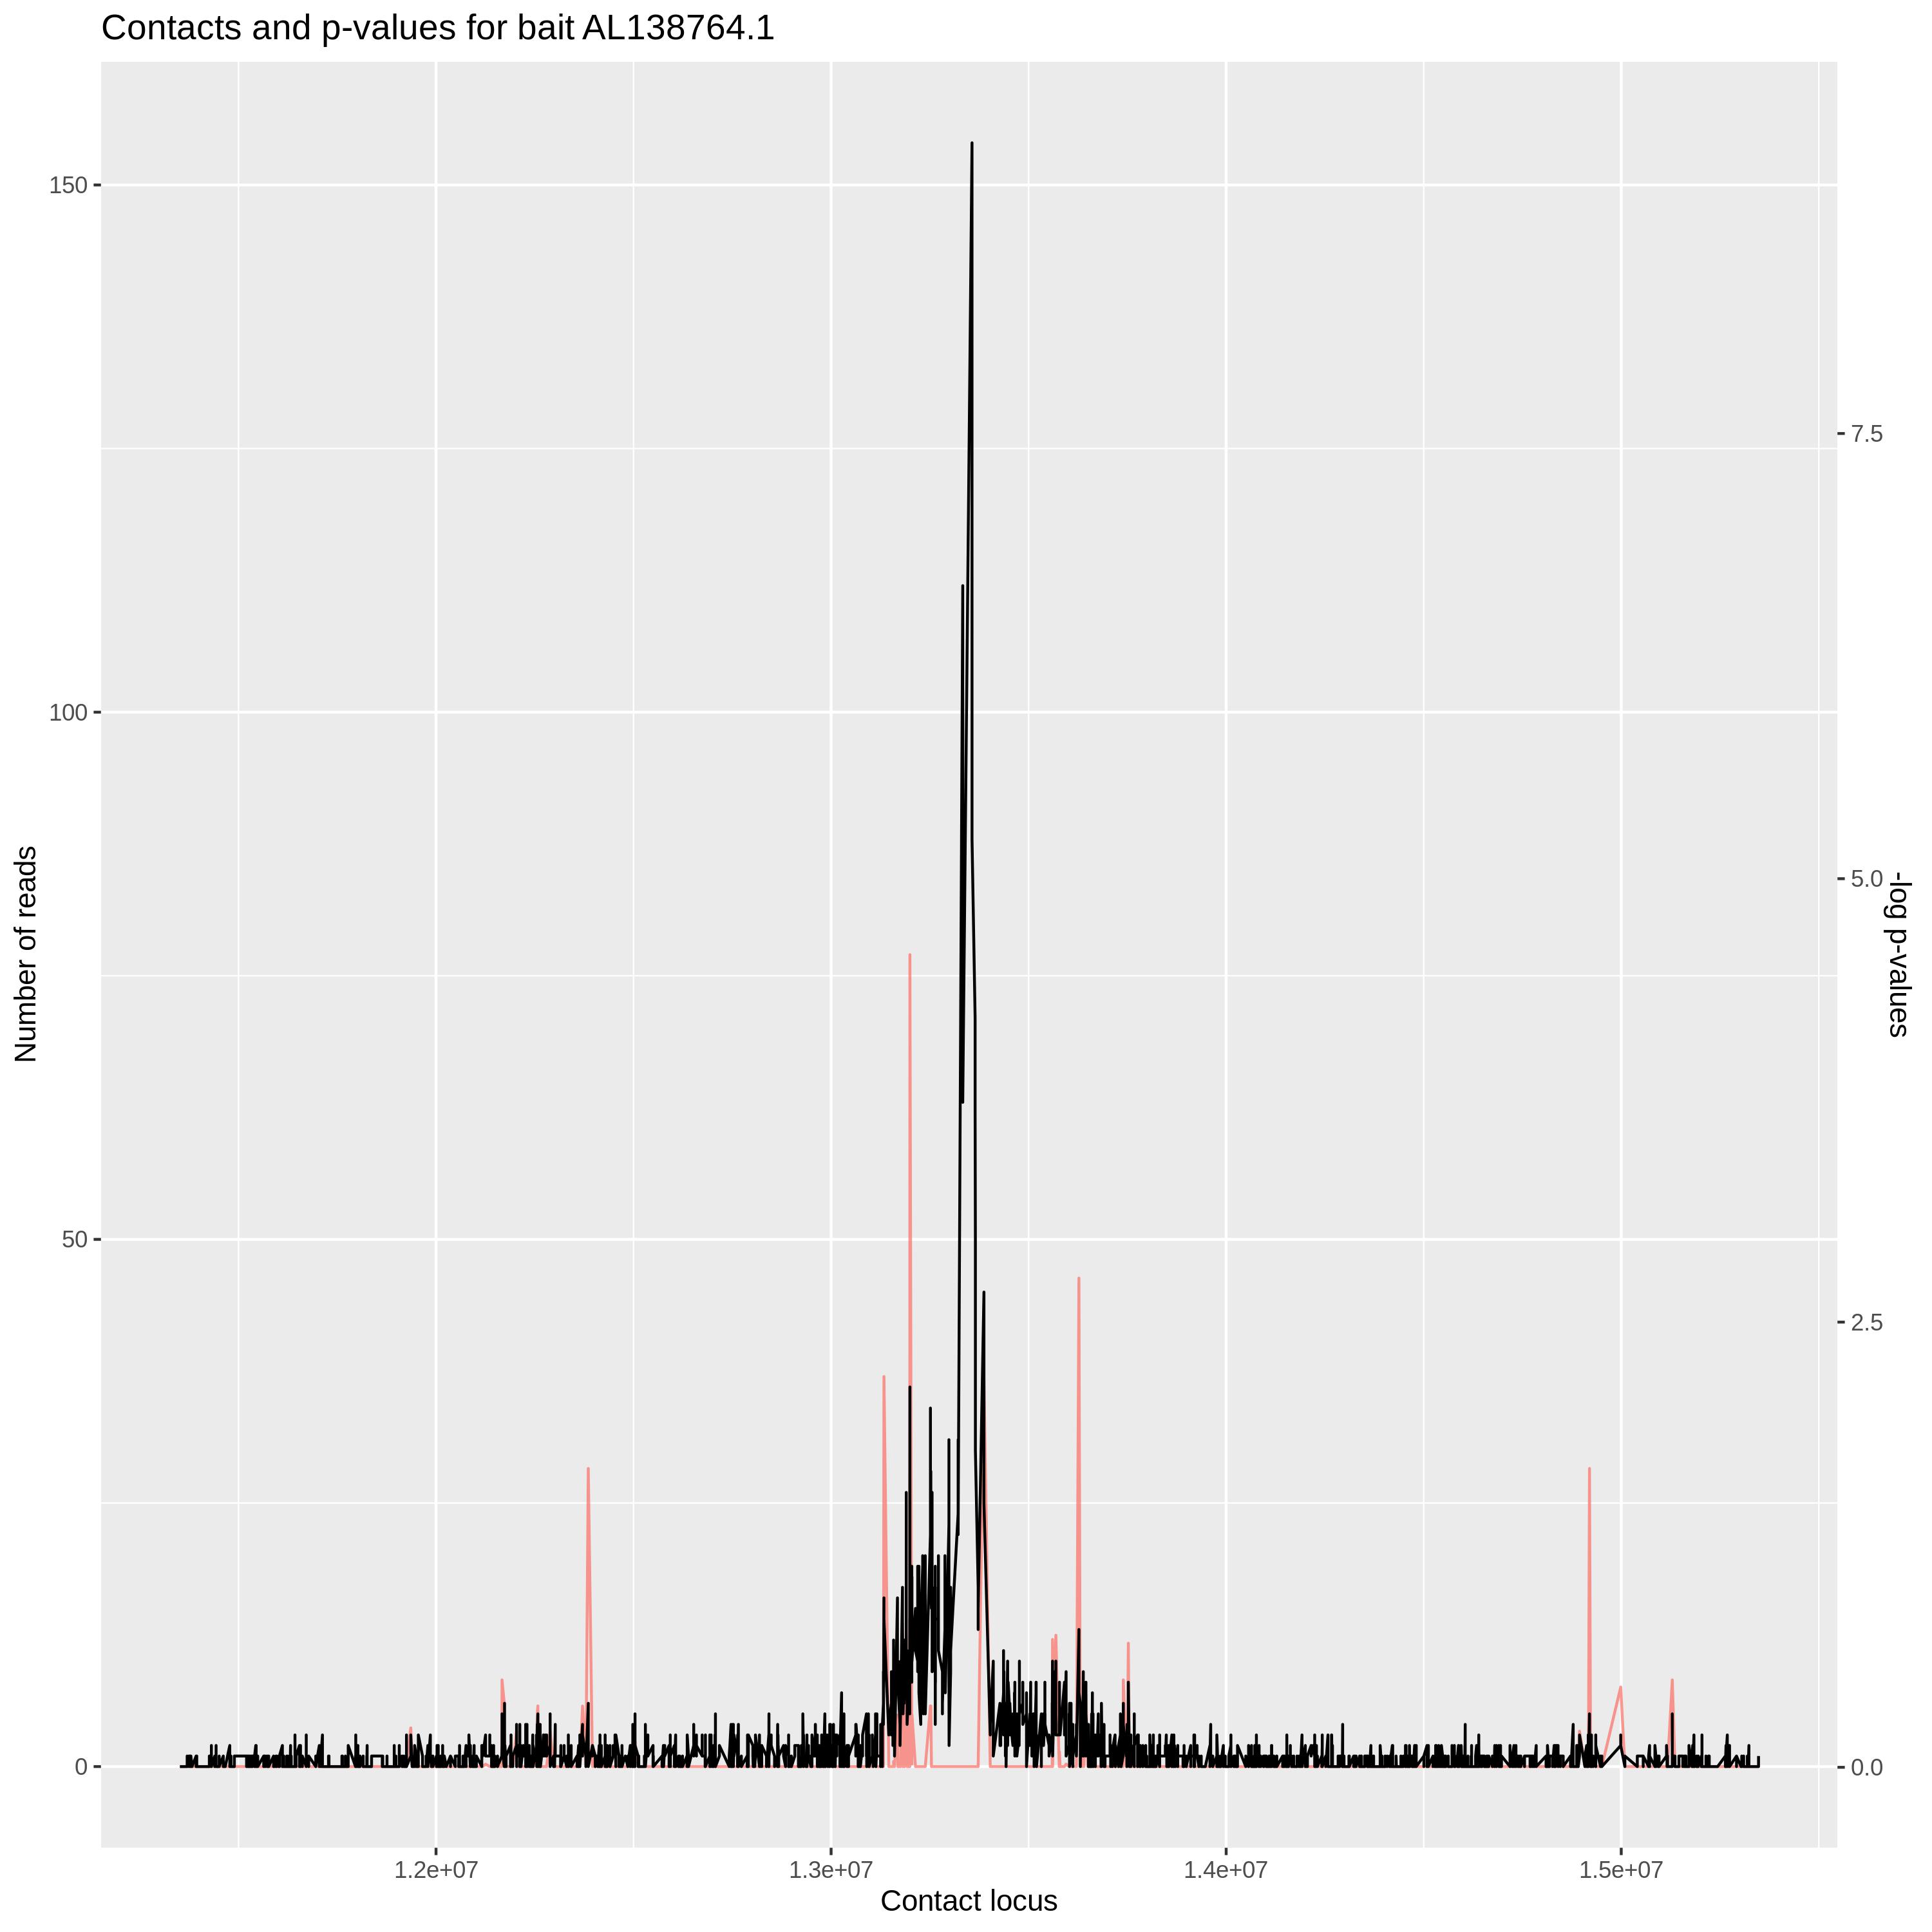 Contacts and p-values for bait AL138764.1
150
100
50
0
7.5
5.0
2.5
0.0
Number of reads
-log p-values
1.2e+07
1.3e+07
1.4e+07
1.5e+07
Contact locus